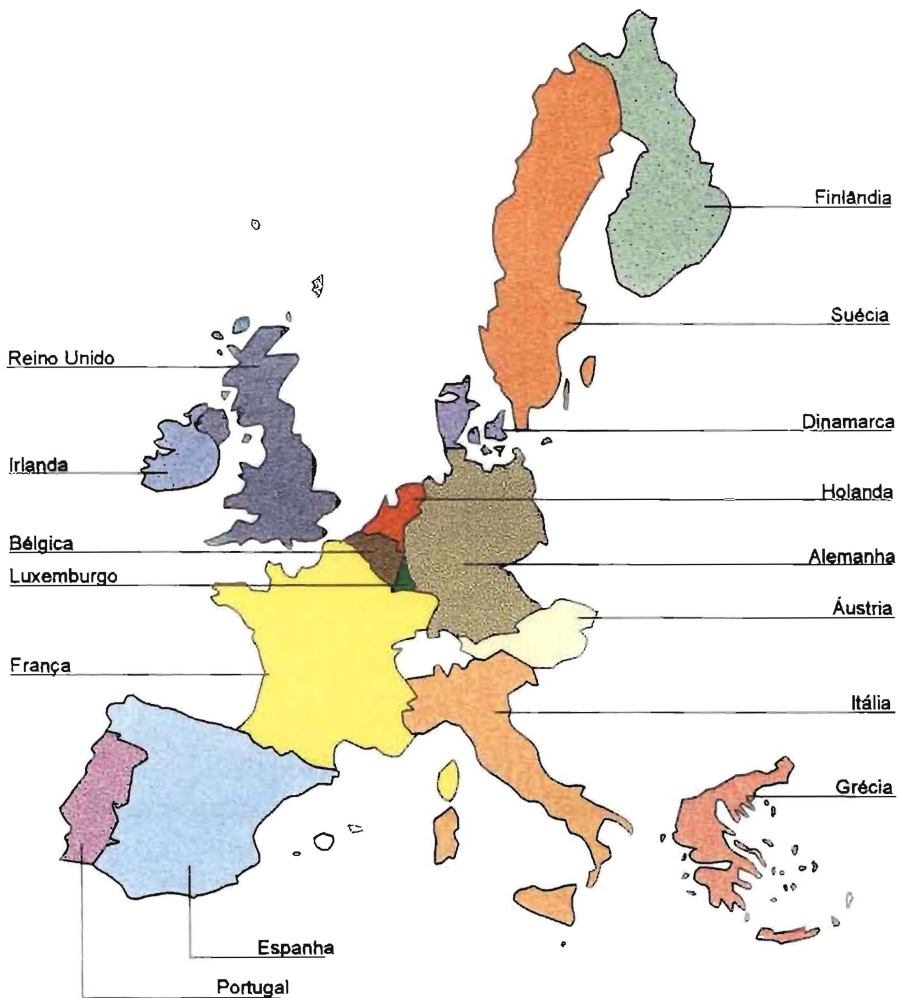 Finlândia
Suécia
Reino Unido
Dinamarca
Irlanda
Holanda
Bélgica
Alemanha
Luxemburgo
Áustria
França
Itália
Grécia
Espanha
Portugal